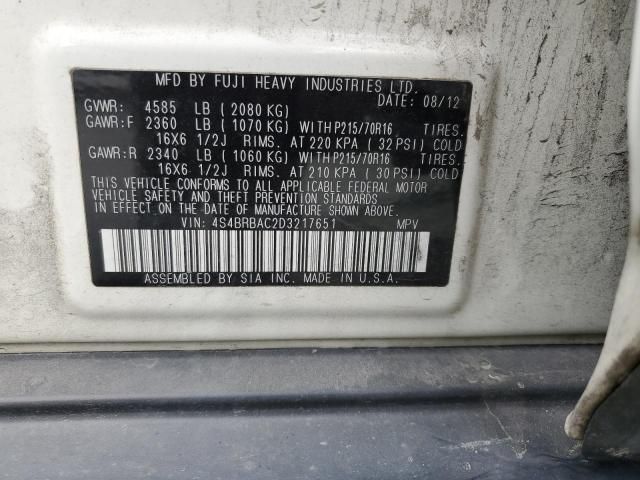 MFD BY FUJI HEAVY INDUSTRIES LTD.
DATE: 08/12
GVWR: 4585 LB ( 2080 KG)
GAWR:F 2360 LB ( 1070 KG) WITH P215/70R16 TIRES.
16X6 1/2J RIMS. AT 220 KPA ( 32 PSI) COLD
GAWR:R 2340 LB ( 1060 KG) WITH P215/70R16 TIRES.
16X6 1/2J RIMS. AT 210 KPA ( 30 PSI) COLD
THIS VEHICLE CONFORMS TO ALL APPLICABLE FEDERAL MOTOR
VEHICLE SAFETY AND THEFT PREVENTION STANDARDS
IN EFFECT ON THE DATE OF MANUFACTURE SHOWN ABOVE.
VIN: 4S4BRBAC2D3217651 MPV
ASSEMBLED BY SIA INC. MADE IN U.S.A.